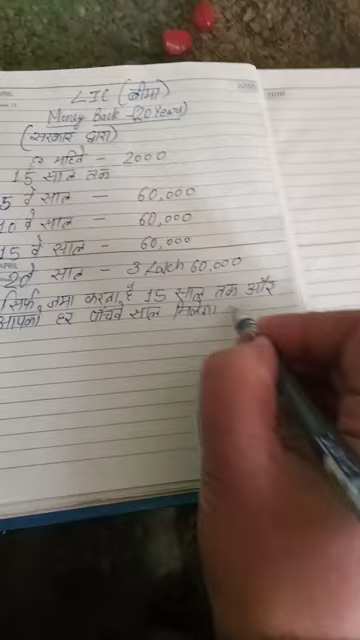 LIC (बीमा)
Money Back - (20 Years)
(सरकार द्वारा)
हर महिने - 2000
15 साल तक
5 वे साल - 60,000
10 वे साल - 60,000
15 वे साल - 60,000
20वे साल - 3 Lakh 60,000
सिर्फ जमा करना है 15 साल तक और
आपको हर पाँचवे साल मिलेगा